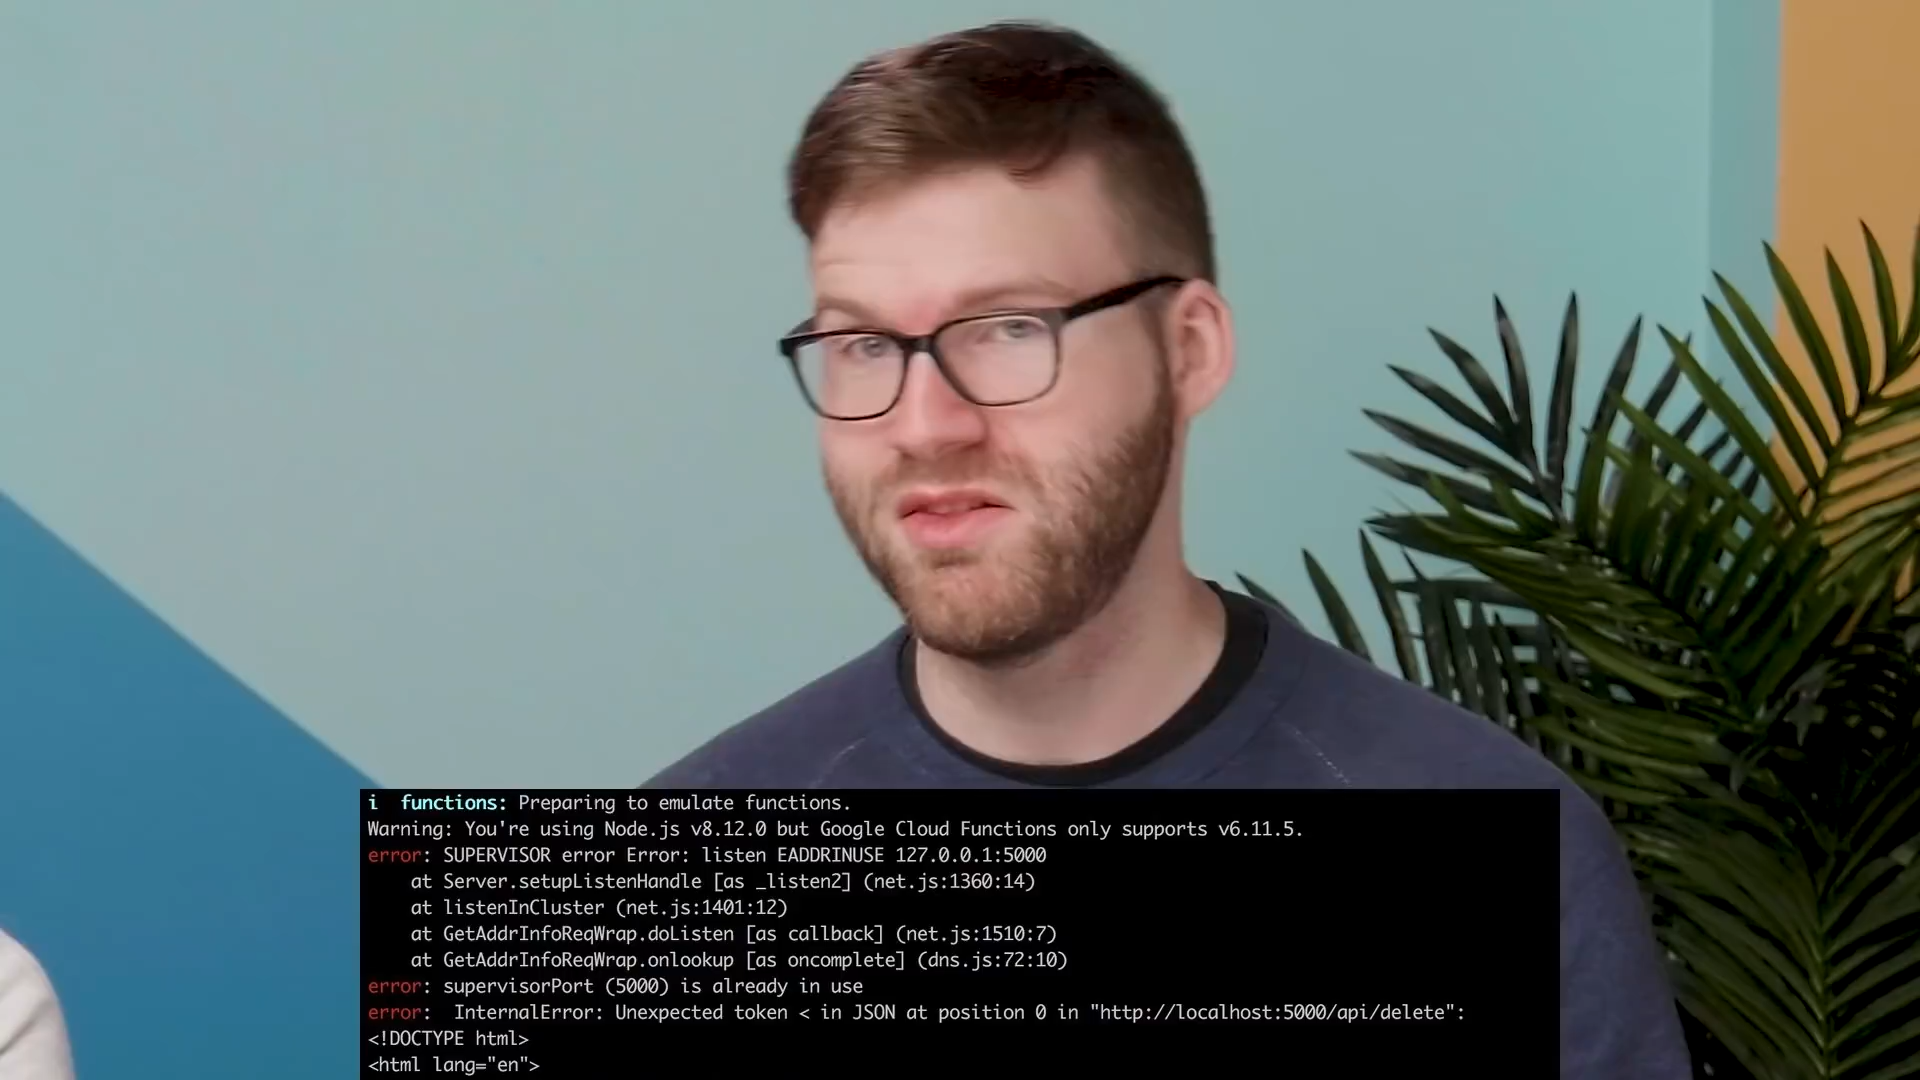 i  functions: Preparing to emulate functions.
Warning: You're using Node.js v8.12.0 but Google Cloud Functions only supports v6.11.5.
error: SUPERVISOR error Error: listen EADDRINUSE 127.0.0.1:5000
    at Server.setupListenHandle [as _listen2] (net.js:1360:14)
    at listenInCluster (net.js:1401:12)
    at GetAddrInfoReqWrap.doListen [as callback] (net.js:1510:7)
    at GetAddrInfoReqWrap.onlookup [as oncomplete] (dns.js:72:10)
error: supervisorPort (5000) is already in use
error:  InternalError: Unexpected token < in JSON at position 0 in "http://localhost:5000/api/delete":
<!DOCTYPE html>
<html lang="en">